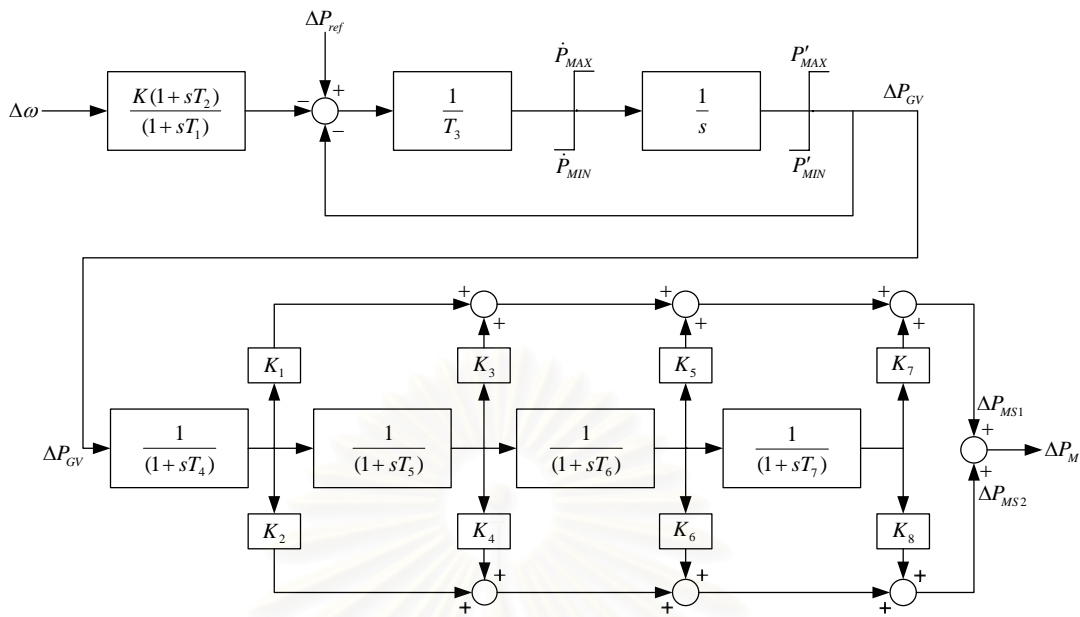 ΔP_ref
Δω
K(1+sT_2) / (1+sT_1)
− + −
1 / T_3
Ṗ_MAX
Ṗ_MIN
1 / s
P'_MAX
P'_MIN
ΔP_GV
+ + + + + +
K_1 K_3 K_5 K_7
ΔP_MS1
ΔP_GV
1 / (1+sT_4)
1 / (1+sT_5)
1 / (1+sT_6)
1 / (1+sT_7)
+ +
ΔP_M
ΔP_MS2
K_2 K_4 K_6 K_8
+ + + + + +